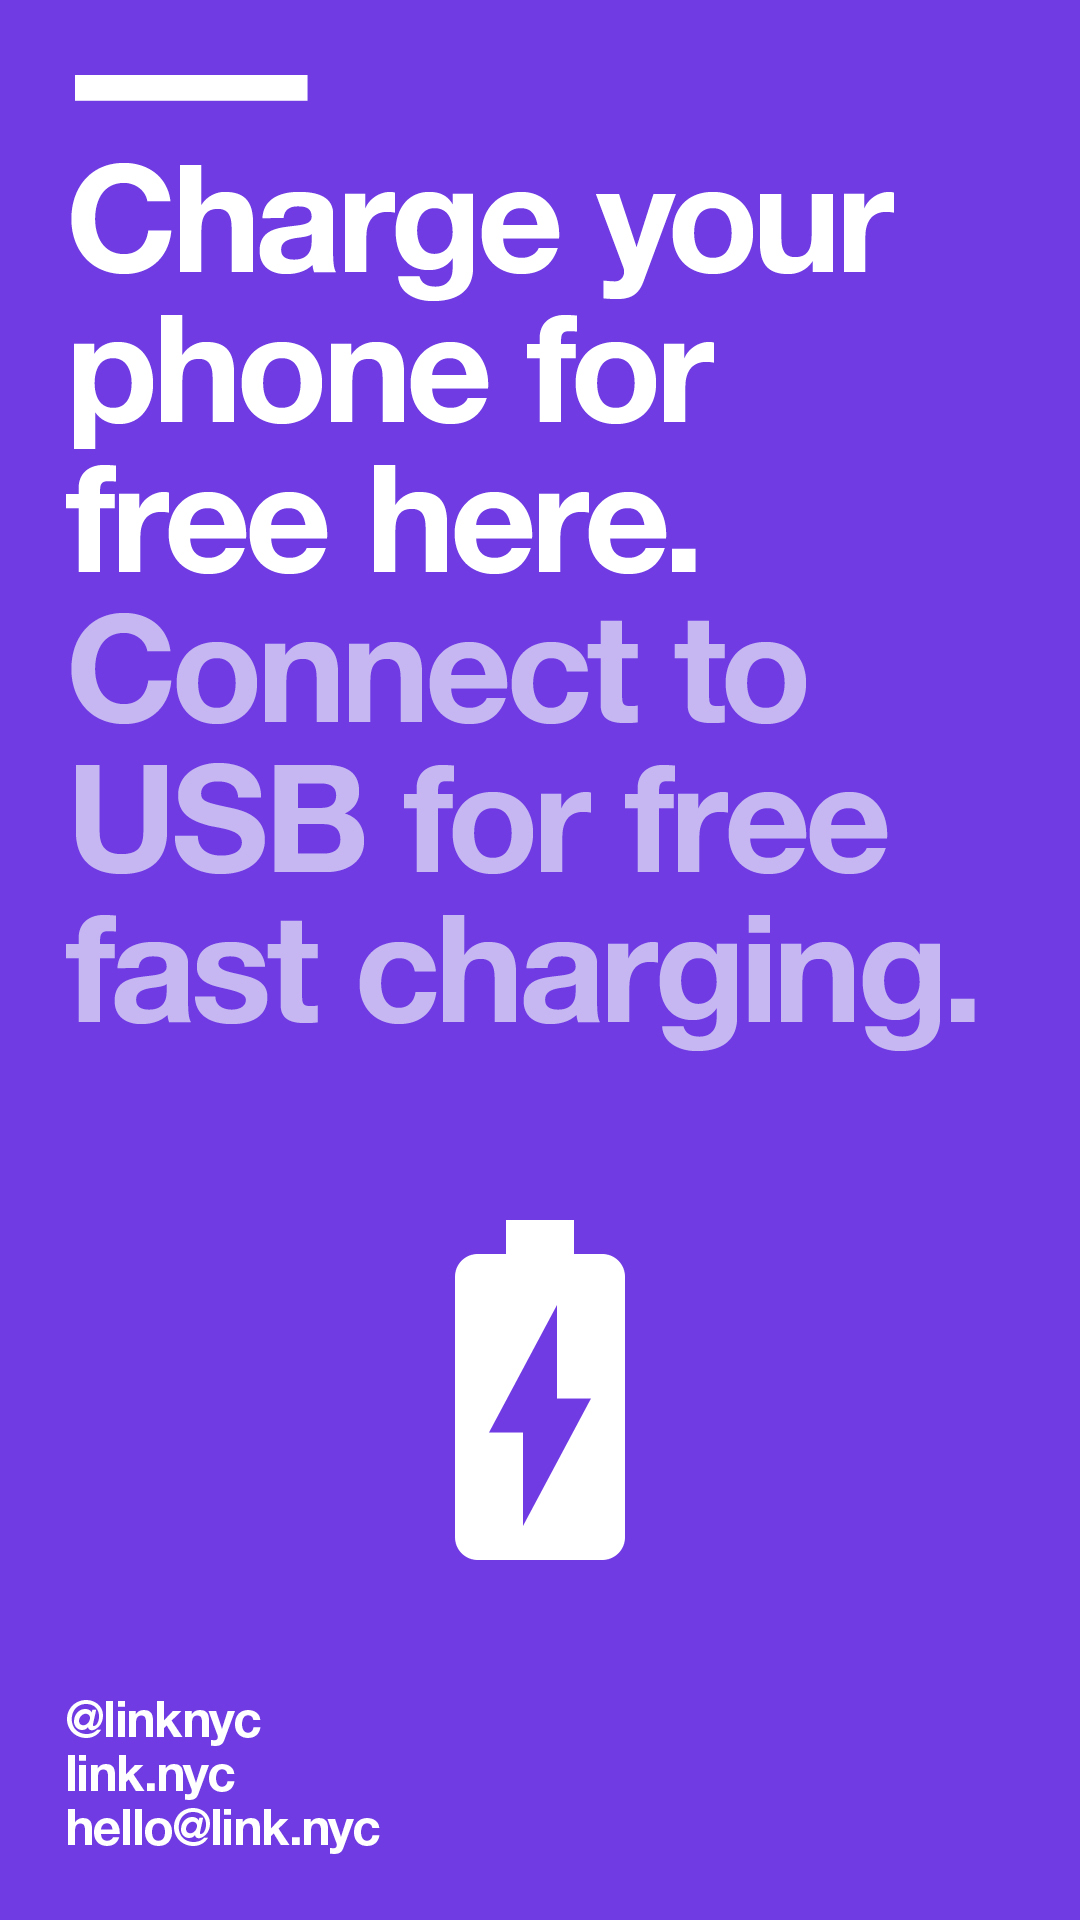 Charge your
phone for
free here.
Connect to
USB for free
fast charging.
@linknyc
link.nyc
hello@link.nyc